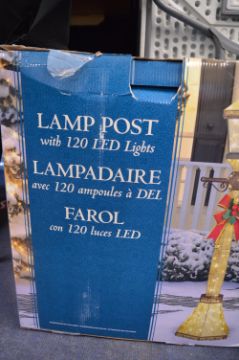 LAMP POST
with 120 LED Lights
LAMPADAIRE
avec 120 ampoules à DEL
FAROL
con 120 luces LED